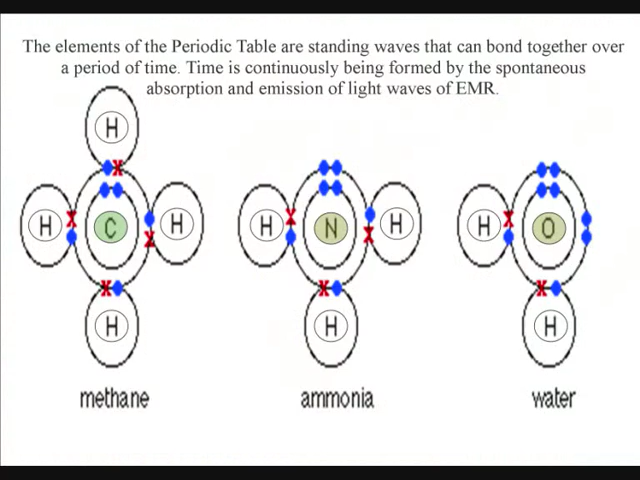 The elements of the Periodic Table are standing waves that can bond together over
a period of time. Time is continuously being formed by the spontaneous
absorption and emission of light waves of EMR.
H
H C H
H
methane
H N H
H
ammonia
H O
H
water